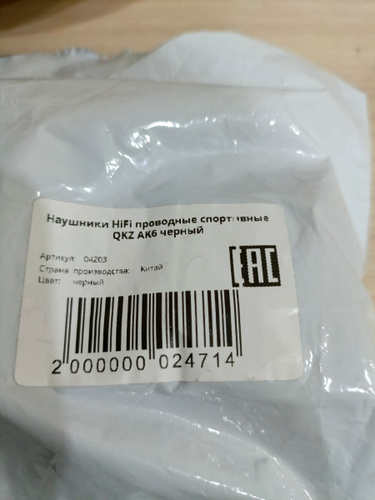 Наушники HiFi проводные спортивные
QKZ AK6 черный
Артикул: 04203
Страна производства: Китай
Цвет: черный
EAC
2 000000 024714